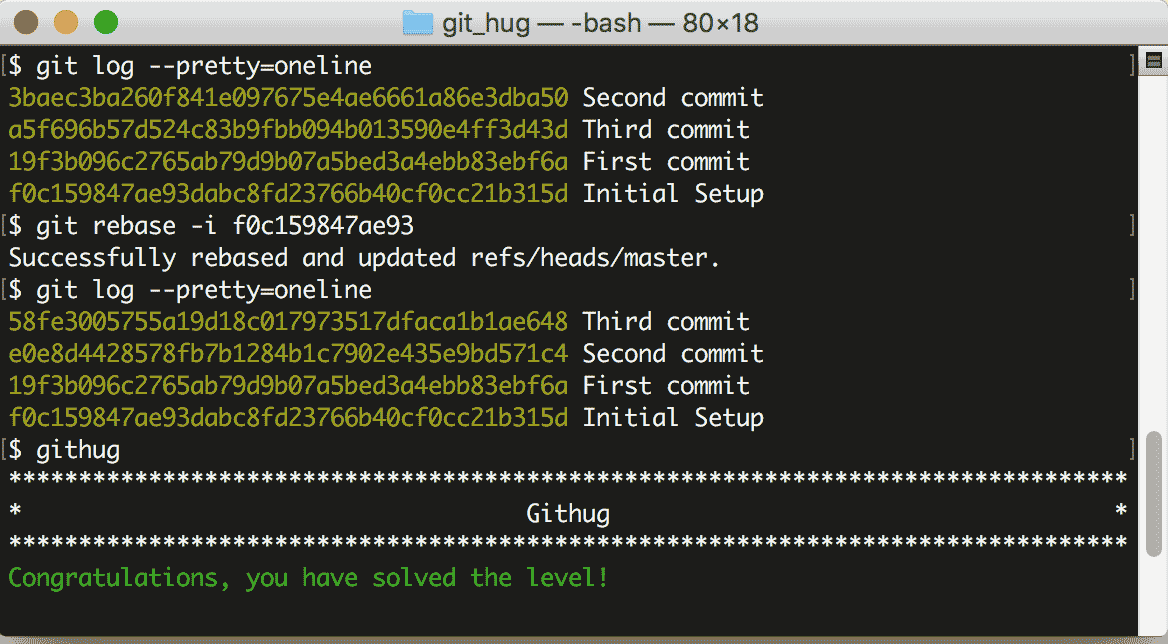 git_hug — -bash — 80×18
[$ git log --pretty=oneline ]
3baec3ba260f841e097675e4ae6661a86e3dba50 Second commit
a5f696b57d524c83b9fbb094b013590e4ff3d43d Third commit
19f3b096c2765ab79d9b07a5bed3a4ebb83ebf6a First commit
f0c159847ae93dabc8fd23766b40cf0cc21b315d Initial Setup
[$ git rebase -i f0c159847ae93 ]
Successfully rebased and updated refs/heads/master.
[$ git log --pretty=oneline ]
58fe3005755a19d18c017973517dfaca1b1ae648 Third commit
e0e8d4428578fb7b1284b1c7902e435e9bd571c4 Second commit
19f3b096c2765ab79d9b07a5bed3a4ebb83ebf6a First commit
f0c159847ae93dabc8fd23766b40cf0cc21b315d Initial Setup
[$ githug ]
********************************************************************************
* Githug *
********************************************************************************
Congratulations, you have solved the level!